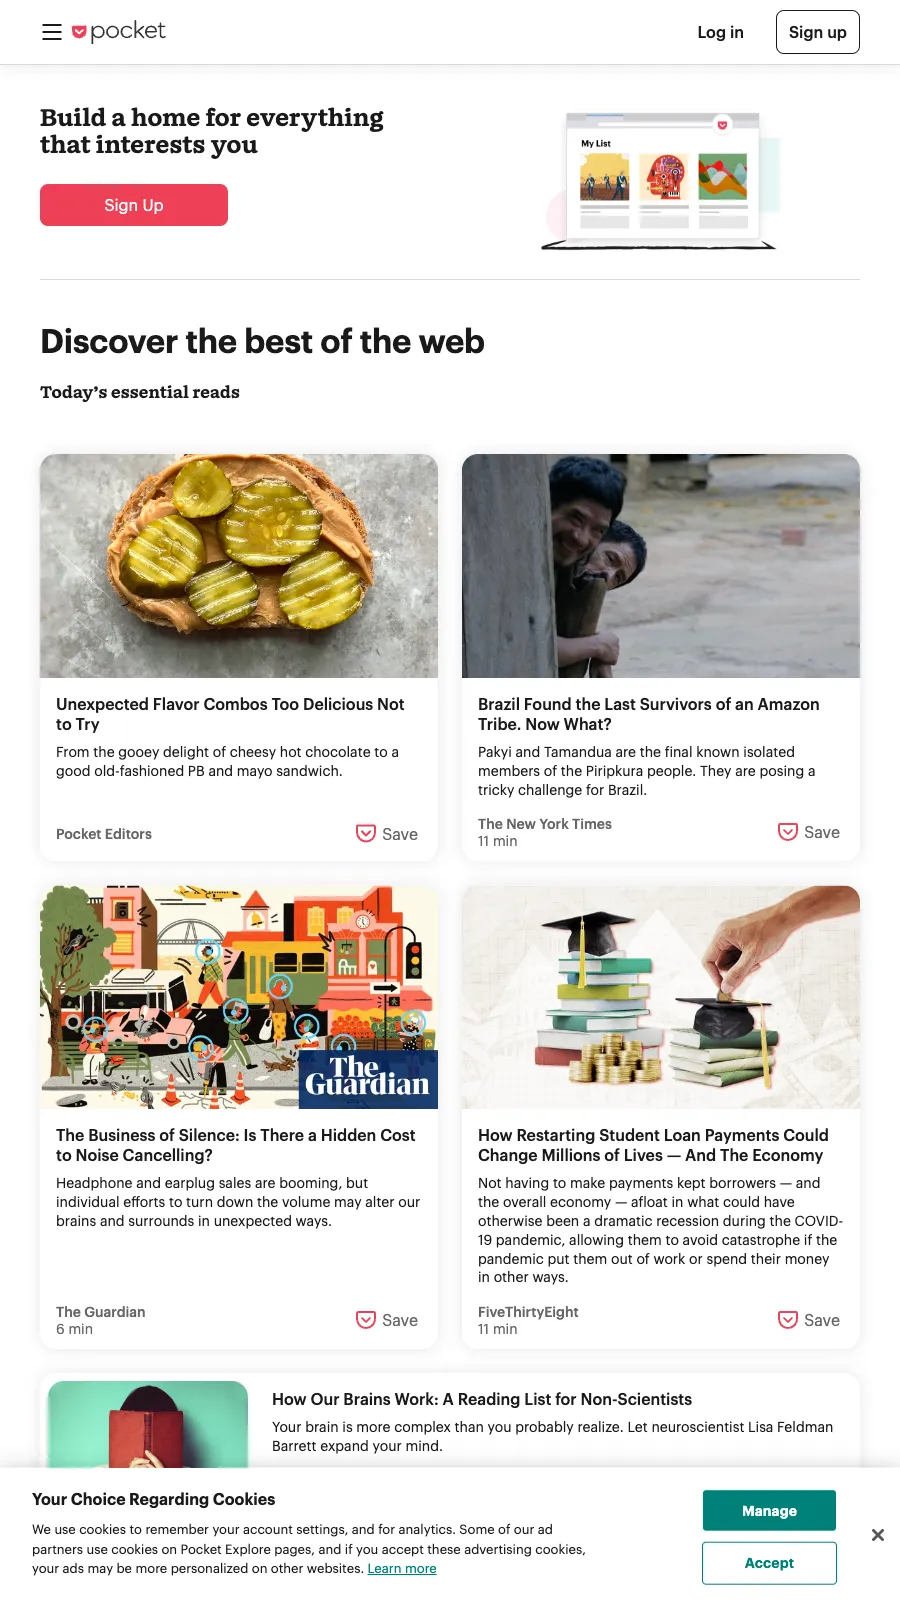 pocket
Log in
Sign up
Build a home for everything
that interests you
Sign Up
My List
Discover the best of the web
Today's essential reads
Unexpected Flavor Combos Too Delicious Not
to Try
From the gooey delight of cheesy hot chocolate to a
good old-fashioned PB and mayo sandwich.
Pocket Editors
Save
Brazil Found the Last Survivors of an Amazon
Tribe. Now What?
Pakyi and Tamandua are the final known isolated
members of the Piripkura people. They are posing a
tricky challenge for Brazil.
The New York Times
11 min
Save
The
Guardian
The Business of Silence: Is There a Hidden Cost
to Noise Cancelling?
Headphone and earplug sales are booming, but
individual efforts to turn down the volume may alter our
brains and surrounds in unexpected ways.
The Guardian
6 min
Save
How Restarting Student Loan Payments Could
Change Millions of Lives — And The Economy
Not having to make payments kept borrowers — and
the overall economy — afloat in what could have
otherwise been a dramatic recession during the COVID-
19 pandemic, allowing them to avoid catastrophe if the
pandemic put them out of work or spend their money
in other ways.
FiveThirtyEight
11 min
Save
How Our Brains Work: A Reading List for Non-Scientists
Your brain is more complex than you probably realize. Let neuroscientist Lisa Feldman
Barrett expand your mind.
Your Choice Regarding Cookies
We use cookies to remember your account settings, and for analytics. Some of our ad
partners use cookies on Pocket Explore pages, and if you accept these advertising cookies,
your ads may be more personalized on other websites. Learn more
Manage
Accept